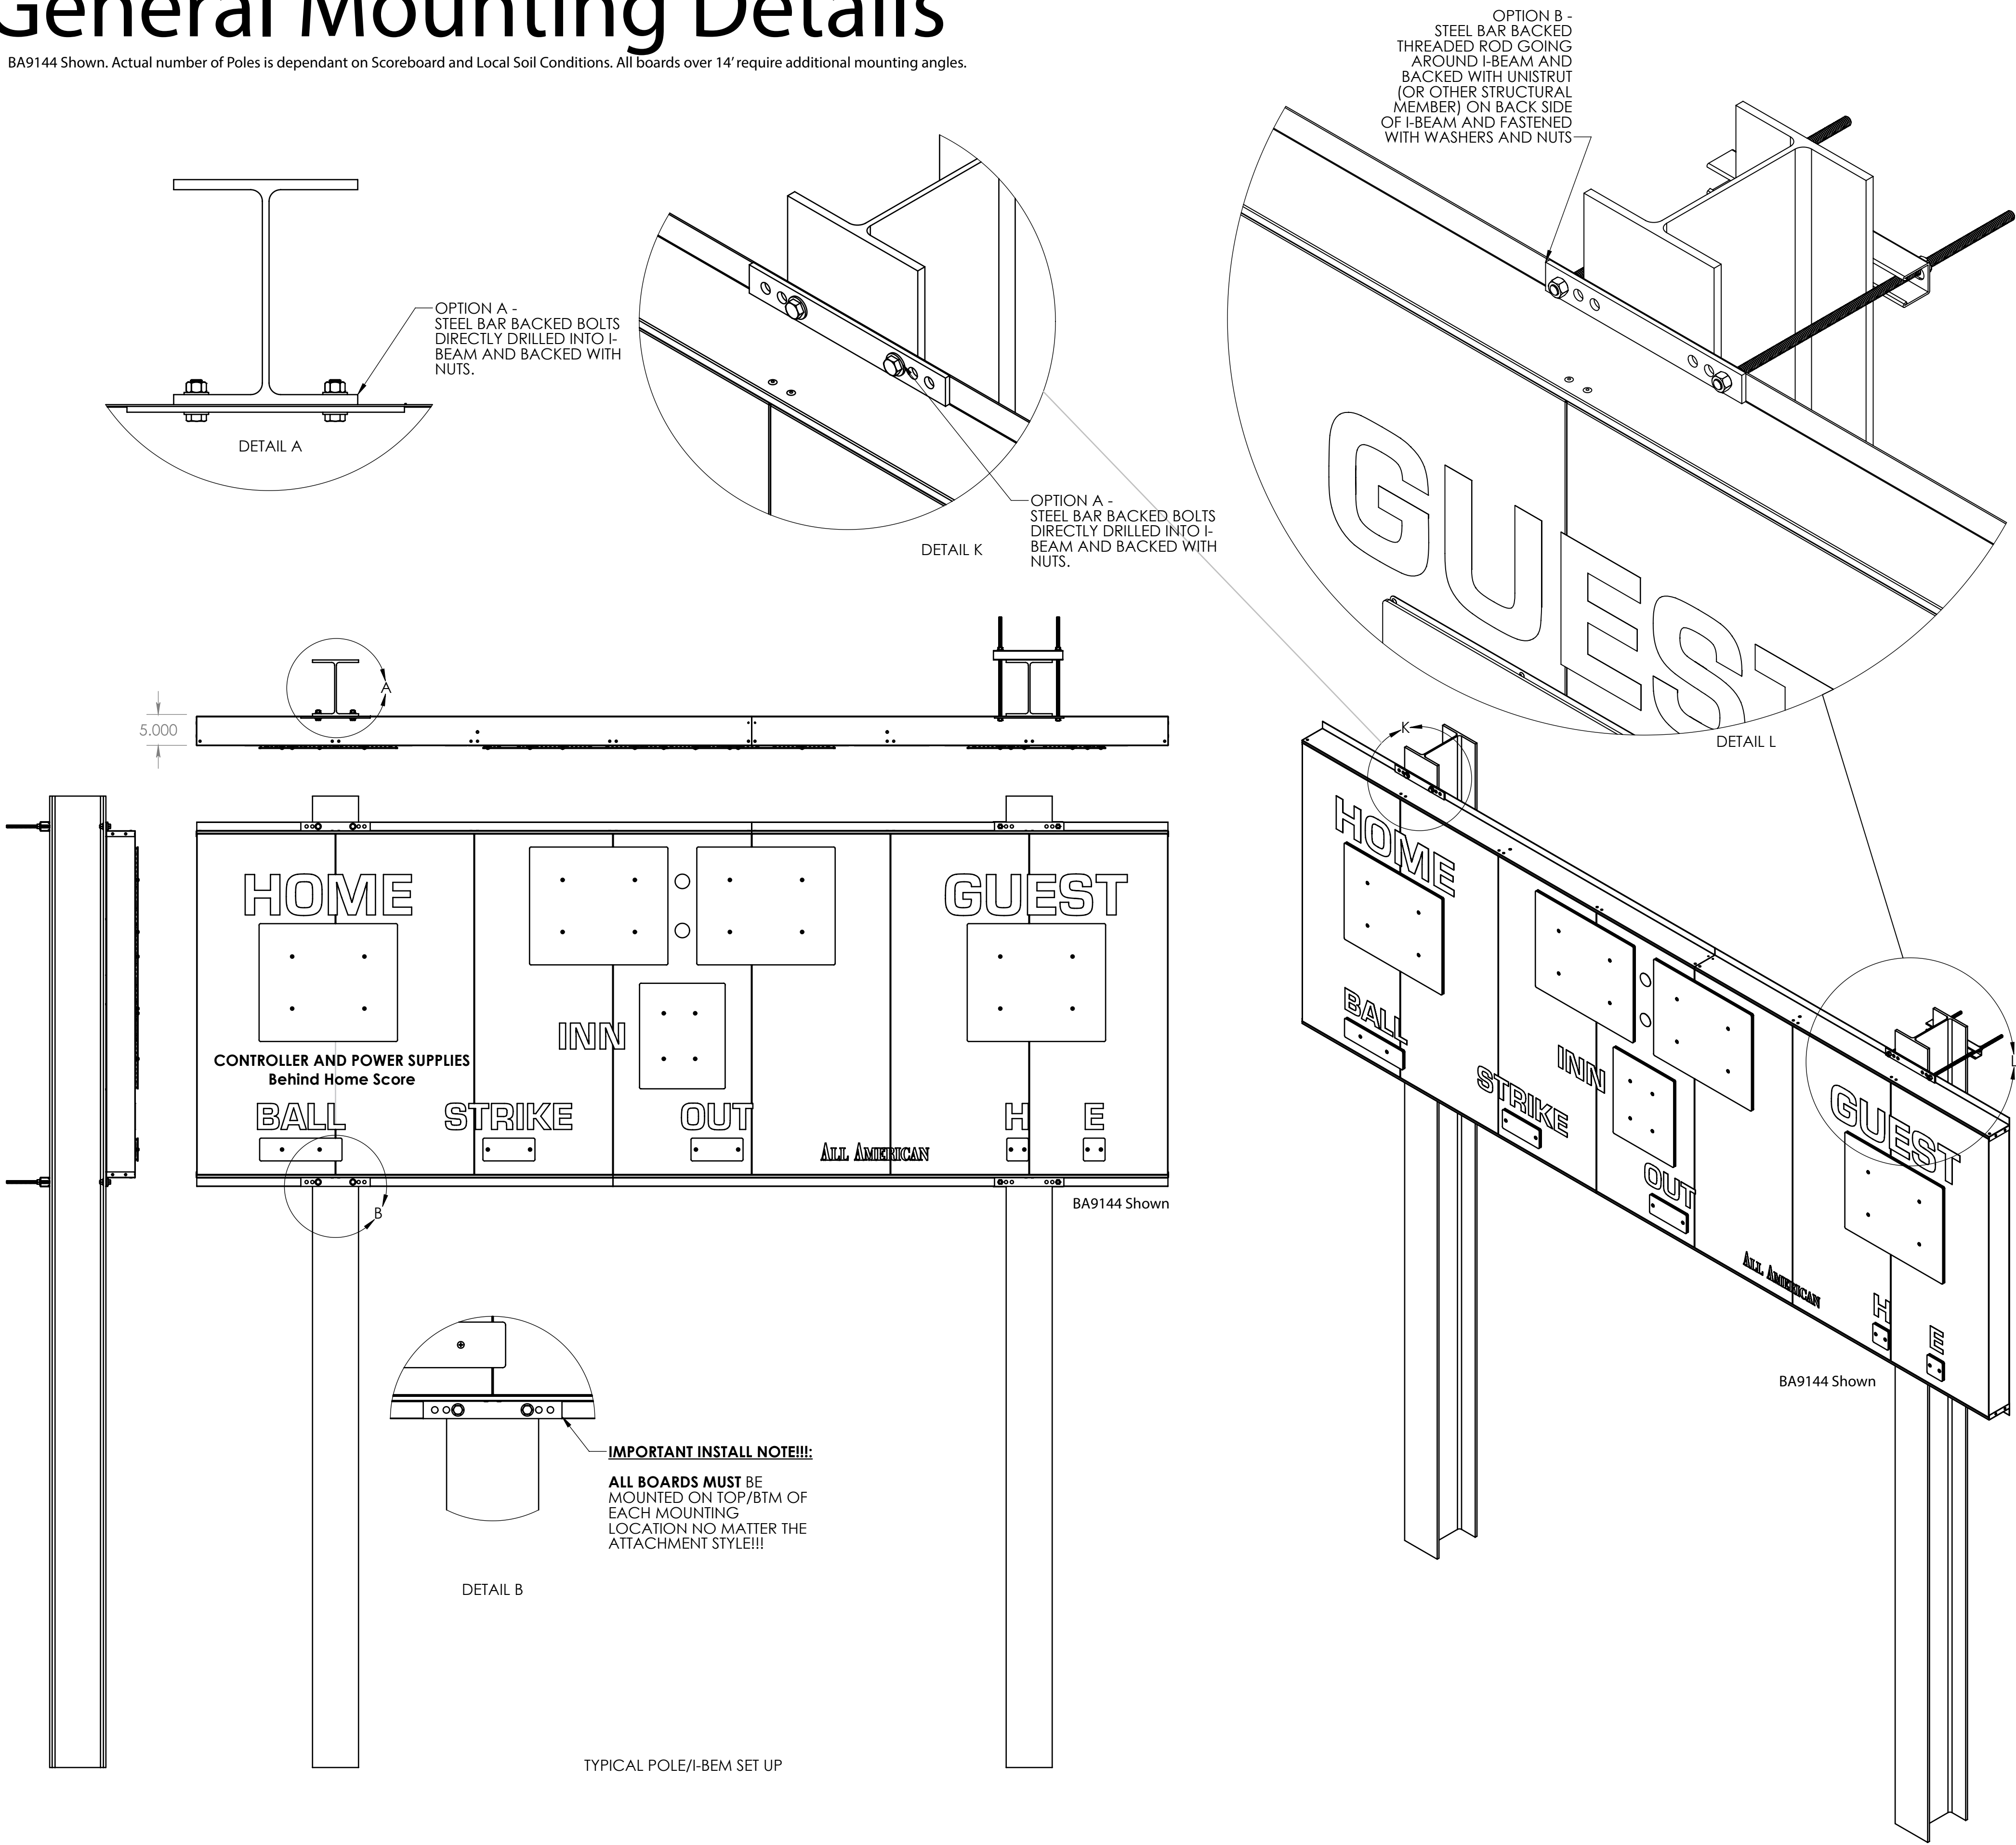 General Mounting Details
BA9144 Shown. Actual number of Poles is dependant on Scoreboard and Local Soil Conditions. All boards over 14' require additional mounting angles.
OPTION B -
STEEL BAR BACKED
THREADED ROD GOING
AROUND I-BEAM AND
BACKED WITH UNISTRUT
(OR OTHER STRUCTURAL
MEMBER) ON BACK SIDE
OF I-BEAM AND FASTENED
WITH WASHERS AND NUTS
OPTION A -
STEEL BAR BACKED BOLTS
DIRECTLY DRILLED INTO I-
BEAM AND BACKED WITH
NUTS.
DETAIL A
OPTION A -
STEEL BAR BACKED BOLTS
DIRECTLY DRILLED INTO I-
BEAM AND BACKED WITH
NUTS.
DETAIL K
GUEST
DETAIL L
A
5.000
HOME
GUEST
INN
CONTROLLER AND POWER SUPPLIES
Behind Home Score
BALL STRIKE OUT H E
ALL AMERICAN
B
BA9144 Shown
K
HOME
BALL
STRIKE
INN
OUT
L
GUEST
ALL AMERICAN
H
E
BA9144 Shown
IMPORTANT INSTALL NOTE!!!:
ALL BOARDS MUST BE
MOUNTED ON TOP/BTM OF
EACH MOUNTING
LOCATION NO MATTER THE
ATTACHMENT STYLE!!!
DETAIL B
TYPICAL POLE/I-BEM SET UP